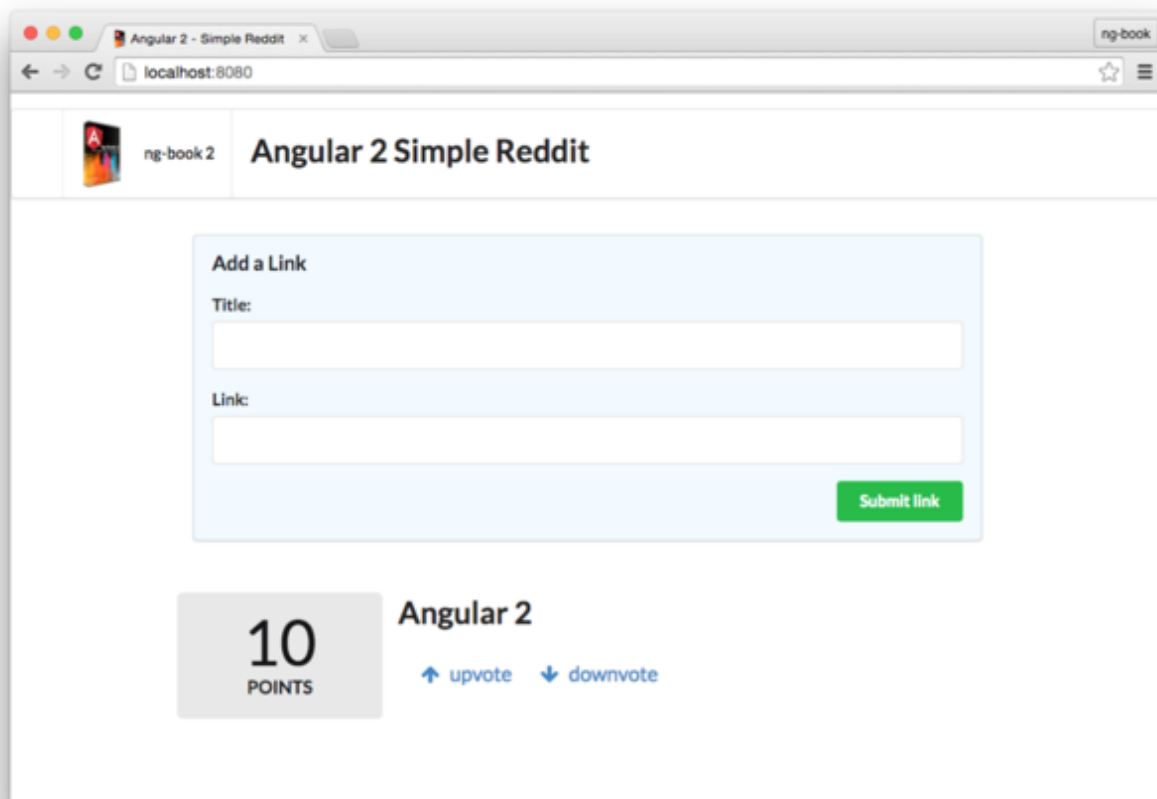 Angular 2 - Simple Reddit
ng-book
localhost:8080
ng-book 2
Angular 2 Simple Reddit
Add a Link
Title:
Link:
Submit link
10
POINTS
Angular 2
upvote downvote